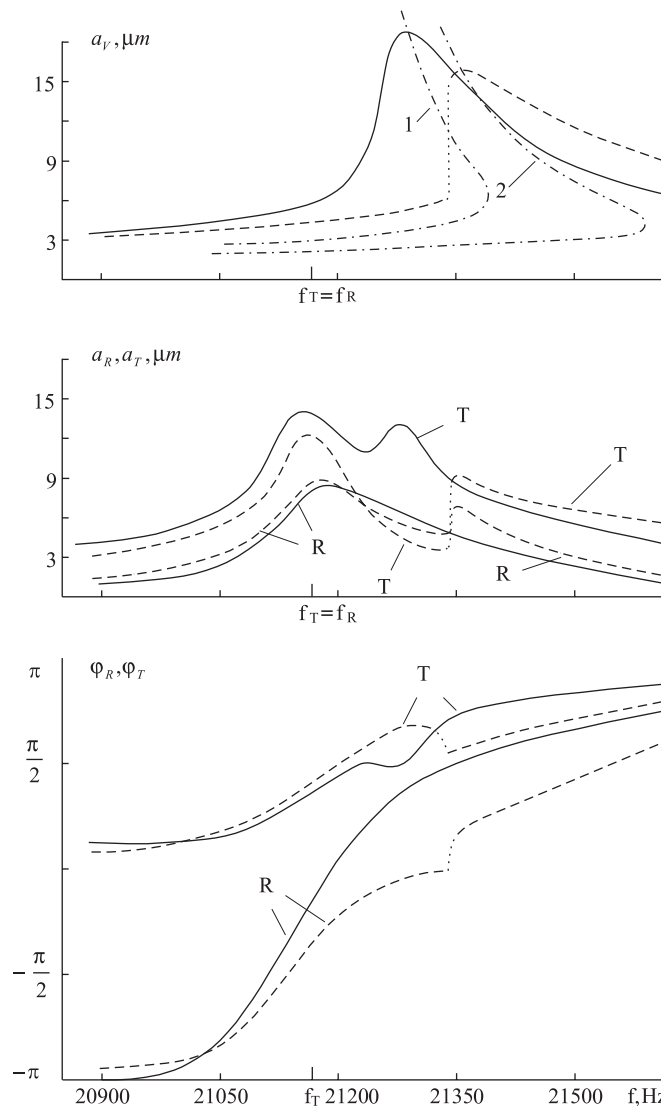 a_V, μm
15
1
9
2
3
f_T = f_R
a_R, a_T, μm
15
T
9
T
R
3
T
R
f_T = f_R
π
φ_R, φ_T
T
π/2
R
-π/2
-π
20900 21050 f_T 21200 21350 21500 f, Hz